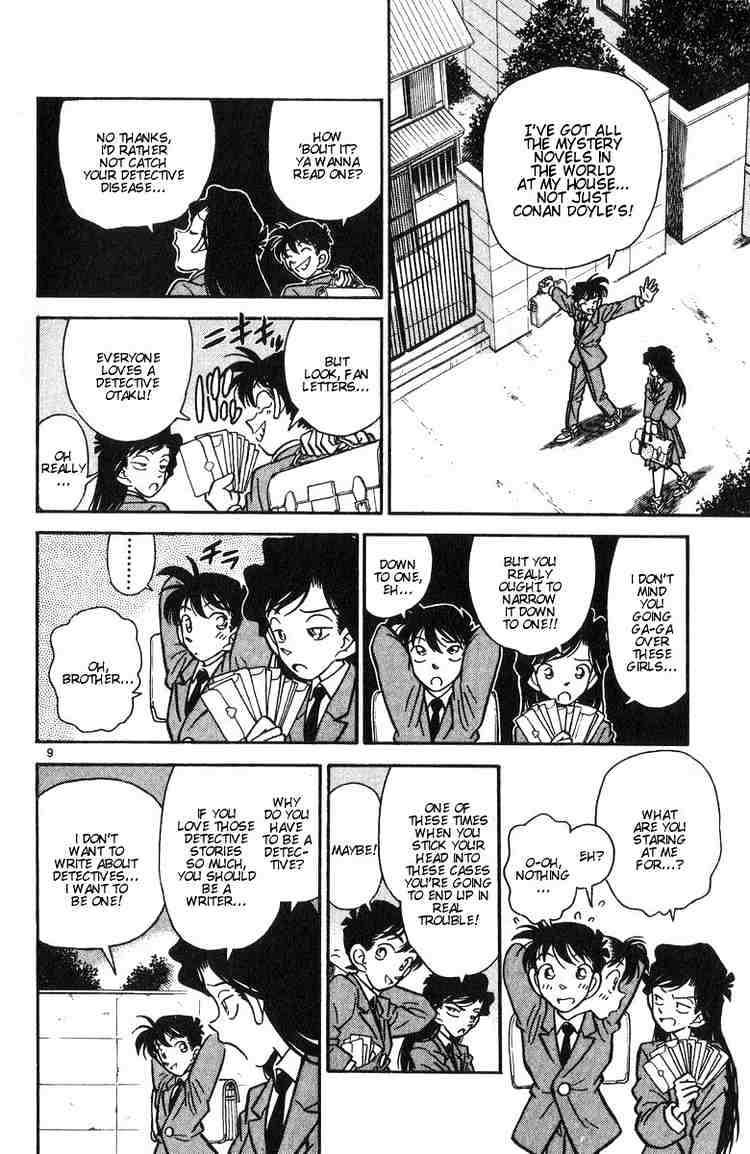 I'VE GOT ALL
THE MYSTERY
NOVELS IN
THE WORLD
AT MY HOUSE...
NOT JUST
CONAN DOYLE'S!
HOW
'BOUT IT?
YA WANNA
READ ONE?
NO THANKS,
I'D RATHER
NOT CATCH
YOUR DETECTIVE
DISEASE...
BUT
LOOK, FAN
LETTERS...
EVERYONE
LOVES A
DETECTIVE
OTAKU!
OH
REALLY
...
I DON'T
MIND
YOU
GOING
GA-GA
OVER
THESE
GIRLS...
BUT YOU
REALLY
OUGHT TO
NARROW
IT DOWN
TO ONE!!
DOWN
TO ONE,
EH...
チラ
........
OH,
BROTHER...
9
WHAT
ARE YOU
STARING
AT ME
FOR...?
EH?
O-OH,
NOTHING
...
ONE OF
THESE TIMES
WHEN YOU
STICK YOUR
HEAD INTO
THESE CASES
YOU'RE GOING
TO END UP IN
REAL
TROUBLE!
MAYBE!
WHY
DO YOU
HAVE
TO BE A
DETEC-
TIVE?
IF YOU
LOVE THOSE
DETECTIVE
STORIES
SO MUCH,
YOU SHOULD
BE A
WRITER...
I DON'T
WANT TO
WRITE ABOUT
DETECTIVES...
I WANT TO
BE ONE!